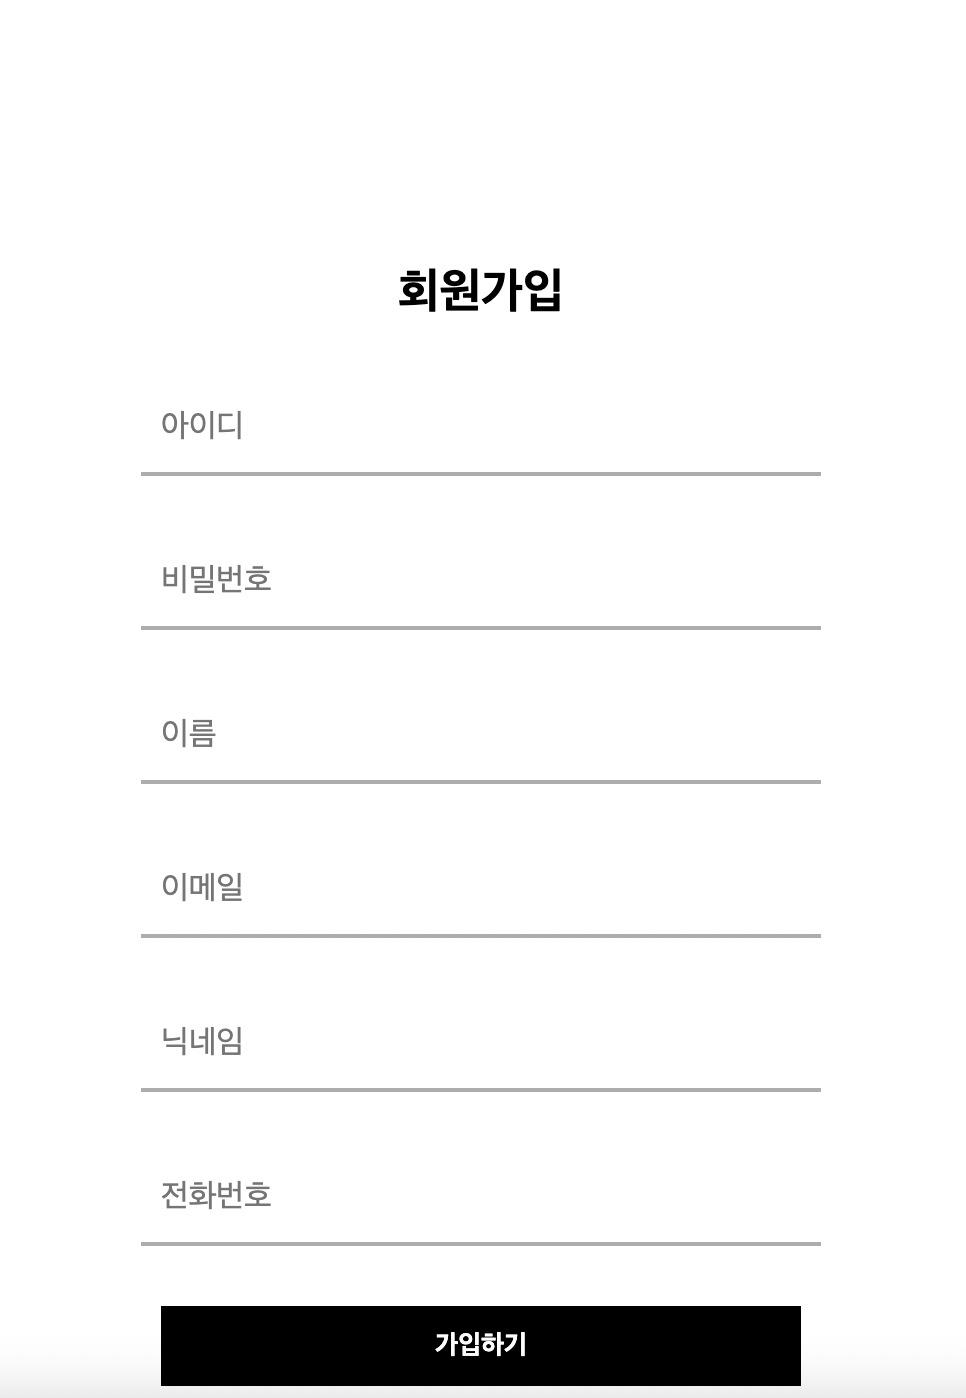 회원가입
아이디
비밀번호
이름
이메일
닉네임
전화번호
가입하기